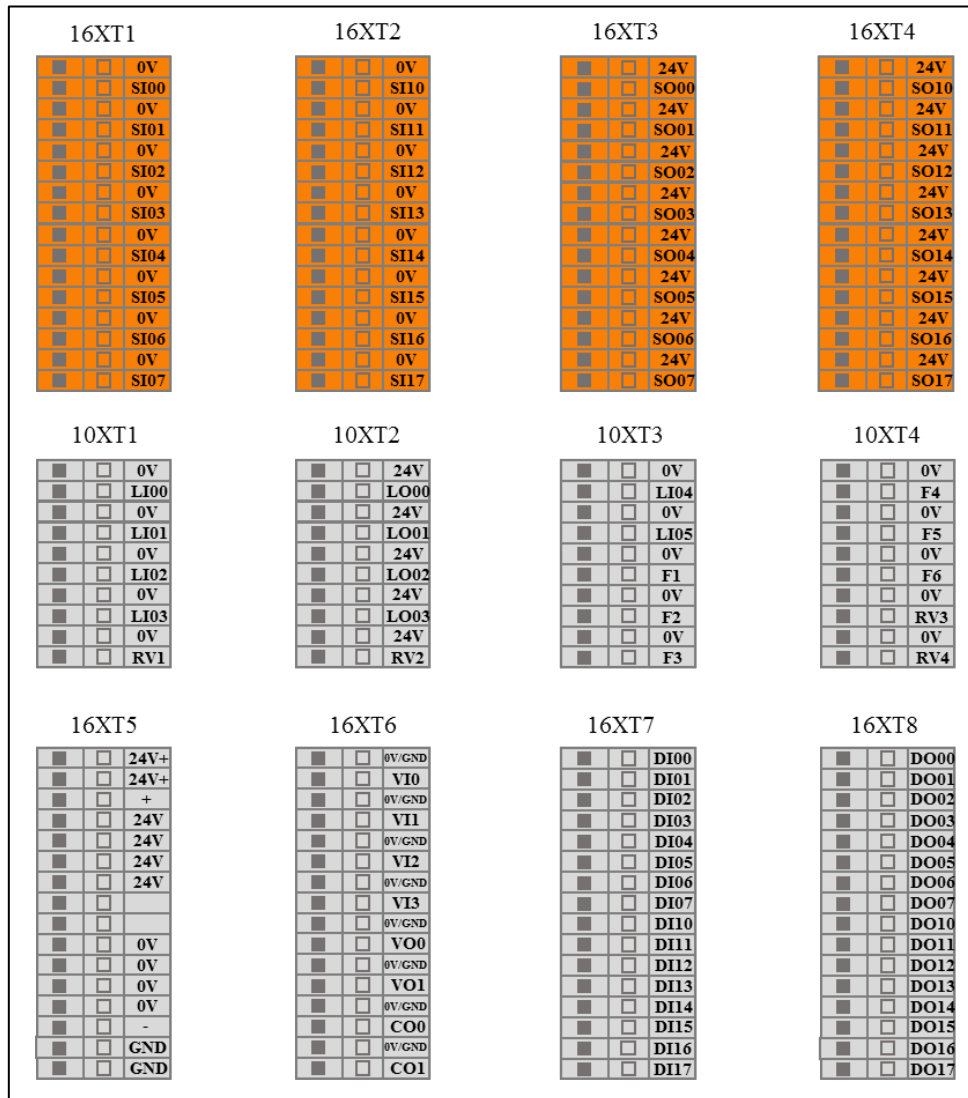 16XT1
0V
SI00
0V
SI01
0V
SI02
0V
SI03
0V
SI04
0V
SI05
0V
SI06
0V
SI07
16XT2
0V
SI10
0V
SI11
0V
SI12
0V
SI13
0V
SI14
0V
SI15
0V
SI16
0V
SI17
16XT3
24V
SO00
24V
SO01
24V
SO02
24V
SO03
24V
SO04
24V
SO05
24V
SO06
24V
SO07
16XT4
24V
SO10
24V
SO11
24V
SO12
24V
SO13
24V
SO14
24V
SO15
24V
SO16
24V
SO17
10XT1
0V
LI00
0V
LI01
0V
LI02
0V
LI03
0V
RV1
10XT2
24V
LO00
24V
LO01
24V
LO02
24V
LO03
24V
RV2
10XT3
0V
LI04
0V
LI05
0V
F1
0V
F2
0V
F3
10XT4
0V
F4
0V
F5
0V
F6
0V
RV3
0V
RV4
16XT5
24V+
24V+
+
24V
24V
24V
24V
0V
0V
0V
0V
-
GND
GND
16XT6
0V/GND
VI0
0V/GND
VI1
0V/GND
VI2
0V/GND
VI3
0V/GND
VO0
0V/GND
VO1
0V/GND
CO0
0V/GND
CO1
16XT7
DI00
DI01
DI02
DI03
DI04
DI05
DI06
DI07
DI10
DI11
DI12
DI13
DI14
DI15
DI16
DI17
16XT8
DO00
DO01
DO02
DO03
DO04
DO05
DO06
DO07
DO10
DO11
DO12
DO13
DO14
DO15
DO16
DO17